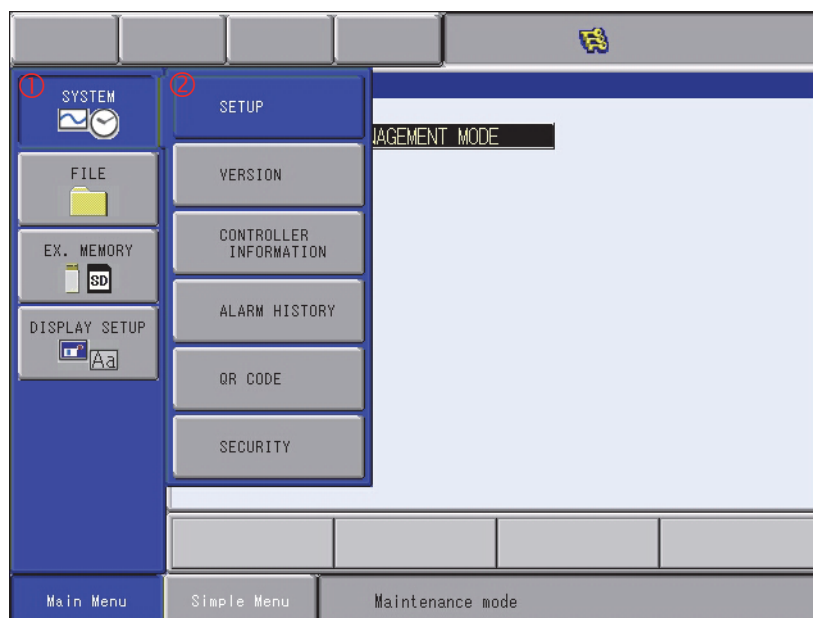 ①
SYSTEM
②
SETUP
AGEMENT MODE
FILE
VERSION
EX. MEMORY
SD
CONTROLLER
INFORMATION
DISPLAY SETUP
Aa
ALARM HISTORY
QR CODE
SECURITY
Main Menu
Simple Menu
Maintenance mode